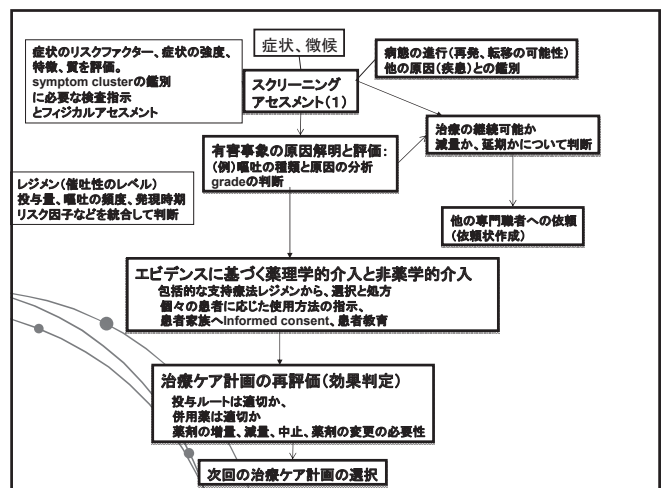 症状、徴候
症状のリスクファクター、症状の強度、
特徴、質を評価。
symptom clusterの鑑別
に必要な検査指示
とフィジカルアセスメント
病態の進行(再発、転移の可能性)
他の原因(疾患)との鑑別
スクリーニング
アセスメント(1)
治療の継続可能か
減量か、延期かについて判断
有害事象の原因解明と評価:
(例)嘔吐の種類と原因の分析
gradeの判断
レジメン(催吐性のレベル)
投与量、嘔吐の頻度、発現時期
リスク因子などを統合して判断
他の専門職者への依頼
(依頼状作成)
エビデンスに基づく薬理学的介入と非薬学的介入
包括的な支持療法レジメンから、選択と処方
個々の患者に応じた使用方法の指示、
患者家族へInformed consent、患者教育
治療ケア計画の再評価(効果判定)
投与ルートは適切か、
併用薬は適切か
薬剤の増量、減量、中止、薬剤の変更の必要性
次回の治療ケア計画の選択